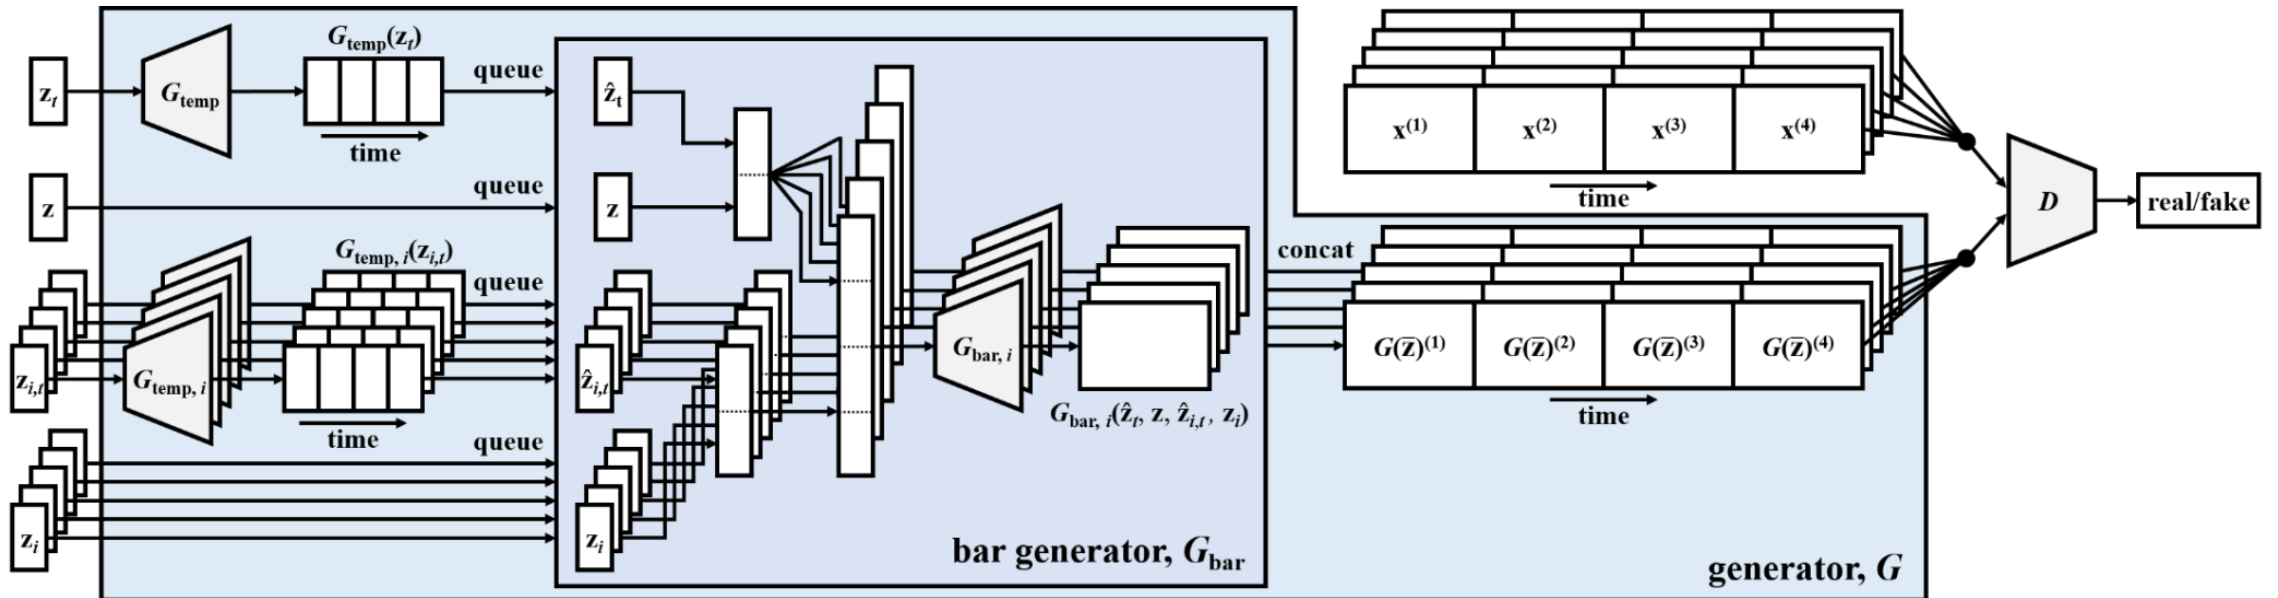 z_t
G_temp
G_temp(z_t)
time
queue
z
queue
z_i,t
G_temp, i
G_temp, i(z_i,t)
time
queue
z_i
queue
ẑ_t
z
ẑ_i,t
z_i
G_bar, i
G_bar, i(ẑ_t, z, ẑ_i,t, z_i)
bar generator, G_bar
concat
x^(1) x^(2) x^(3) x^(4)
time
G(z̅)^(1) G(z̅)^(2) G(z̅)^(3) G(z̅)^(4)
time
generator, G
D
real/fake